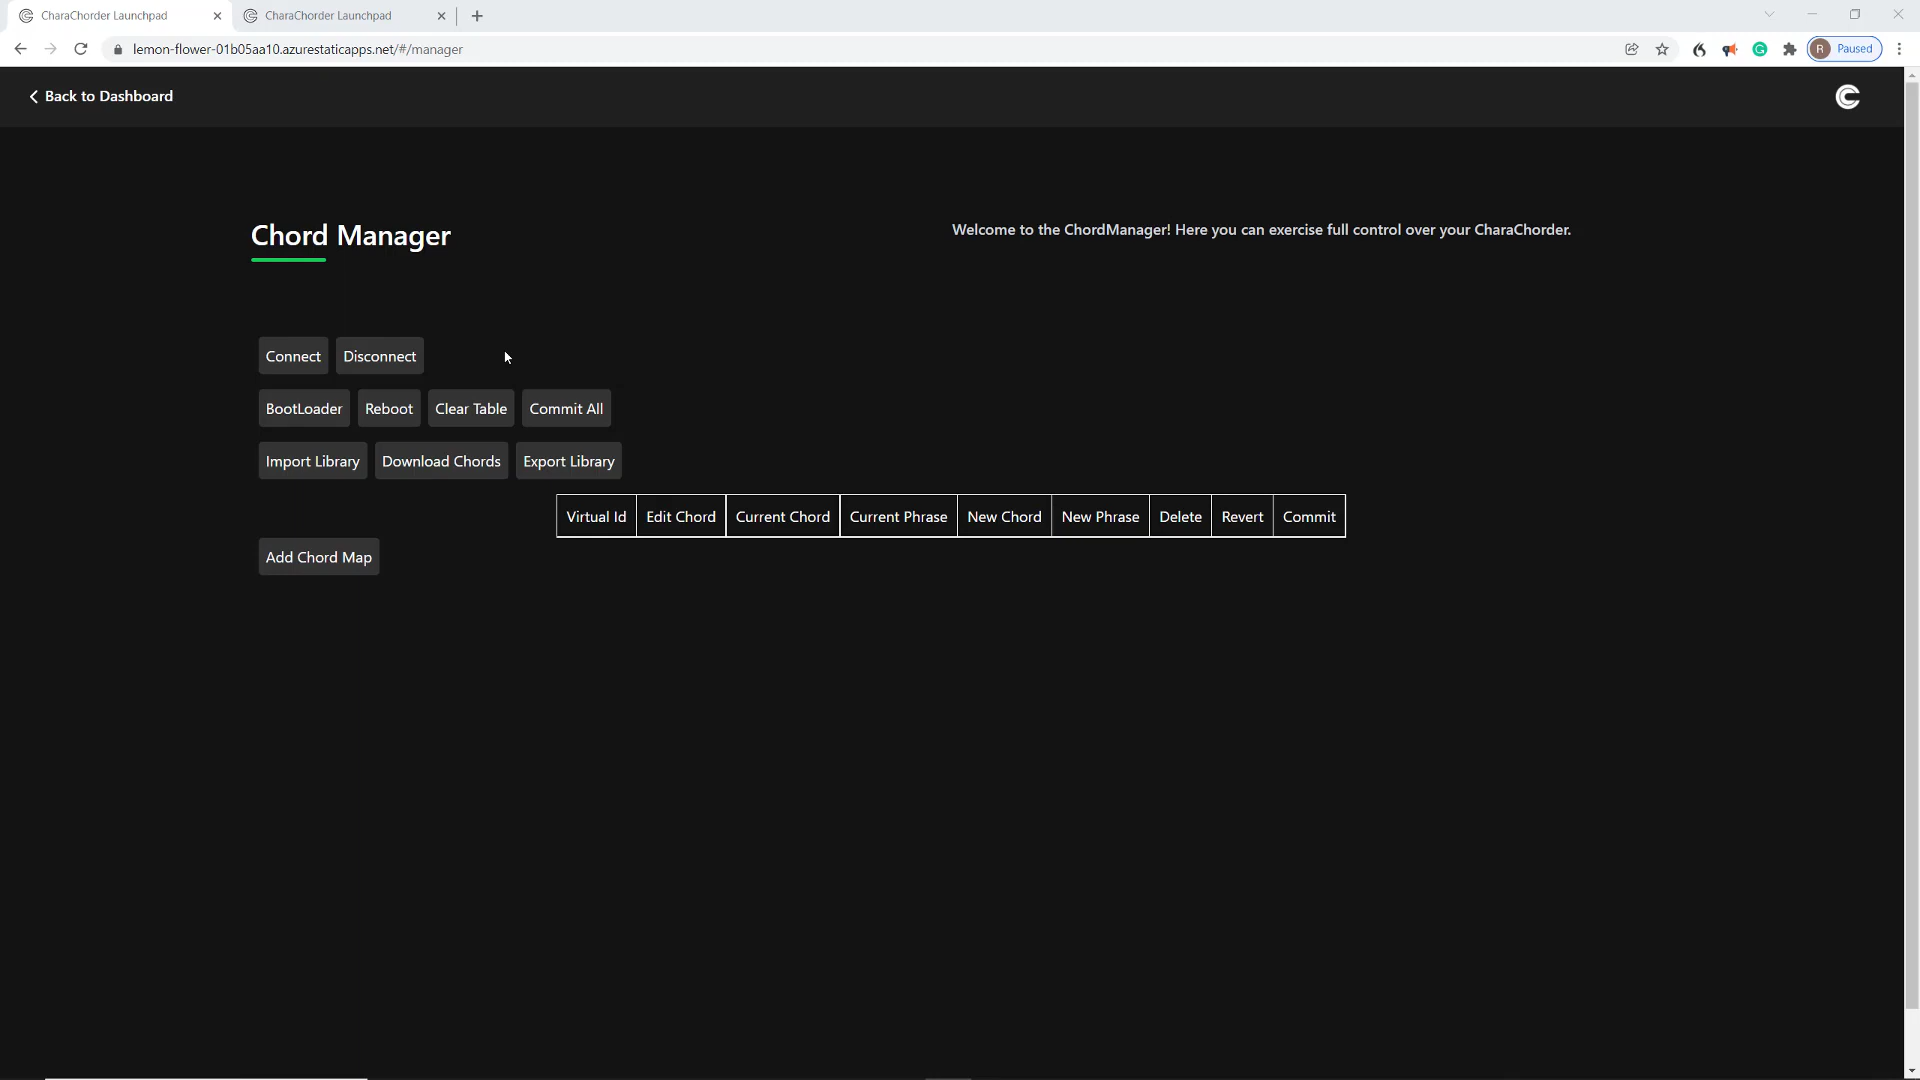 CharaChorder Launchpad
CharaChorder Launchpad
lemon-flower-01b05aa10.azurestaticapps.net/#/manager
R Paused
Back to Dashboard
Chord Manager
Welcome to the ChordManager! Here you can exercise full control over your CharaChorder.
Connect Disconnect
BootLoader Reboot Clear Table Commit All
Import Library Download Chords Export Library
Virtual Id Edit Chord Current Chord Current Phrase New Chord New Phrase Delete Revert Commit
Add Chord Map